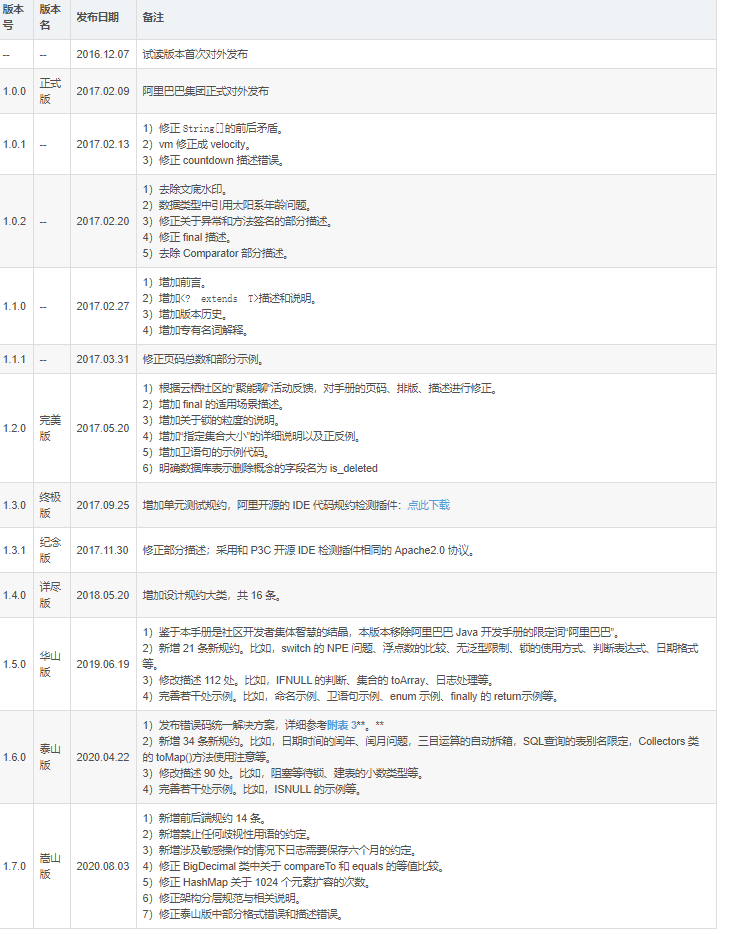 版本号 版本名 发布日期 备注
-- -- 2016.12.07 试读版本首次对外发布
1.0.0 正式版 2017.02.09 阿里巴巴集团正式对外发布
1.0.1 -- 2017.02.13 1）修正 String[]的前后矛盾。
2）vm 修正成 velocity。
3）修正 countdown 描述错误。
1.0.2 -- 2017.02.20 1）去除文底水印。
2）数据类型中引用太阳系年龄问题。
3）修正关于异常和方法签名的部分描述。
4）修正 final 描述。
5）去除 Comparator 部分描述。
1.1.0 -- 2017.02.27 1）增加前言。
2）增加<? extends T>描述和说明。
3）增加版本历史。
4）增加专有名词解释。
1.1.1 -- 2017.03.31 修正页码总数和部分示例。
1.2.0 完美版 2017.05.20 1）根据云栖社区的“聚能聊”活动反馈，对手册的页码、排版、描述进行修正。
2）增加 final 的适用场景描述。
3）增加关于锁的粒度的说明。
4）增加“指定集合大小”的详细说明以及正反例。
5）增加卫语句的示例代码。
6）明确数据库表示删除概念的字段名为 is_deleted
1.3.0 终极版 2017.09.25 增加单元测试规约，阿里开源的 IDE 代码规约检测插件：点此下载
1.3.1 纪念版 2017.11.30 修正部分描述；采用和 P3C 开源 IDE 检测插件相同的 Apache2.0 协议。
1.4.0 详尽版 2018.05.20 增加设计规约大类，共 16 条。
1.5.0 华山版 2019.06.19 1）鉴于本手册是社区开发者集体智慧的结晶，本版本移除阿里巴巴 Java 开发手册的限定词“阿里巴巴”。
2）新增 21 条新规约。比如，switch 的 NPE 问题、浮点数的比较、无泛型限制、锁的使用方式、判断表达式、日期格式
等。
3）修改描述 112 处。比如，IFNULL 的判断、集合的 toArray、日志处理等。
4）完善若干处示例。比如，命名示例、卫语句示例、enum 示例、finally 的 return示例等。
1.6.0 泰山版 2020.04.22 1）发布错误码统一解决方案，详细参考附表 3**。**
2）新增 34 条新规约。比如，日期时间的闰年、闰月问题，三目运算的自动拆箱，SQL查询的表别名限定，Collectors 类
的 toMap()方法使用注意等。
3）修改描述 90 处。比如，阻塞等待锁、建表的小数类型等。
4）完善若干处示例。比如，ISNULL 的示例等。
1.7.0 嵩山版 2020.08.03 1）新增前后端规约 14 条。
2）新增禁止任何歧视性用语的约定。
3）新增涉及敏感操作的情况下日志需要保存六个月的约定。
4）修正 BigDecimal 类中关于 compareTo 和 equals 的等值比较。
5）修正 HashMap 关于 1024 个元素扩容的次数。
6）修正架构分层规范与相关说明。
7）修正泰山版中部分格式错误和描述错误。